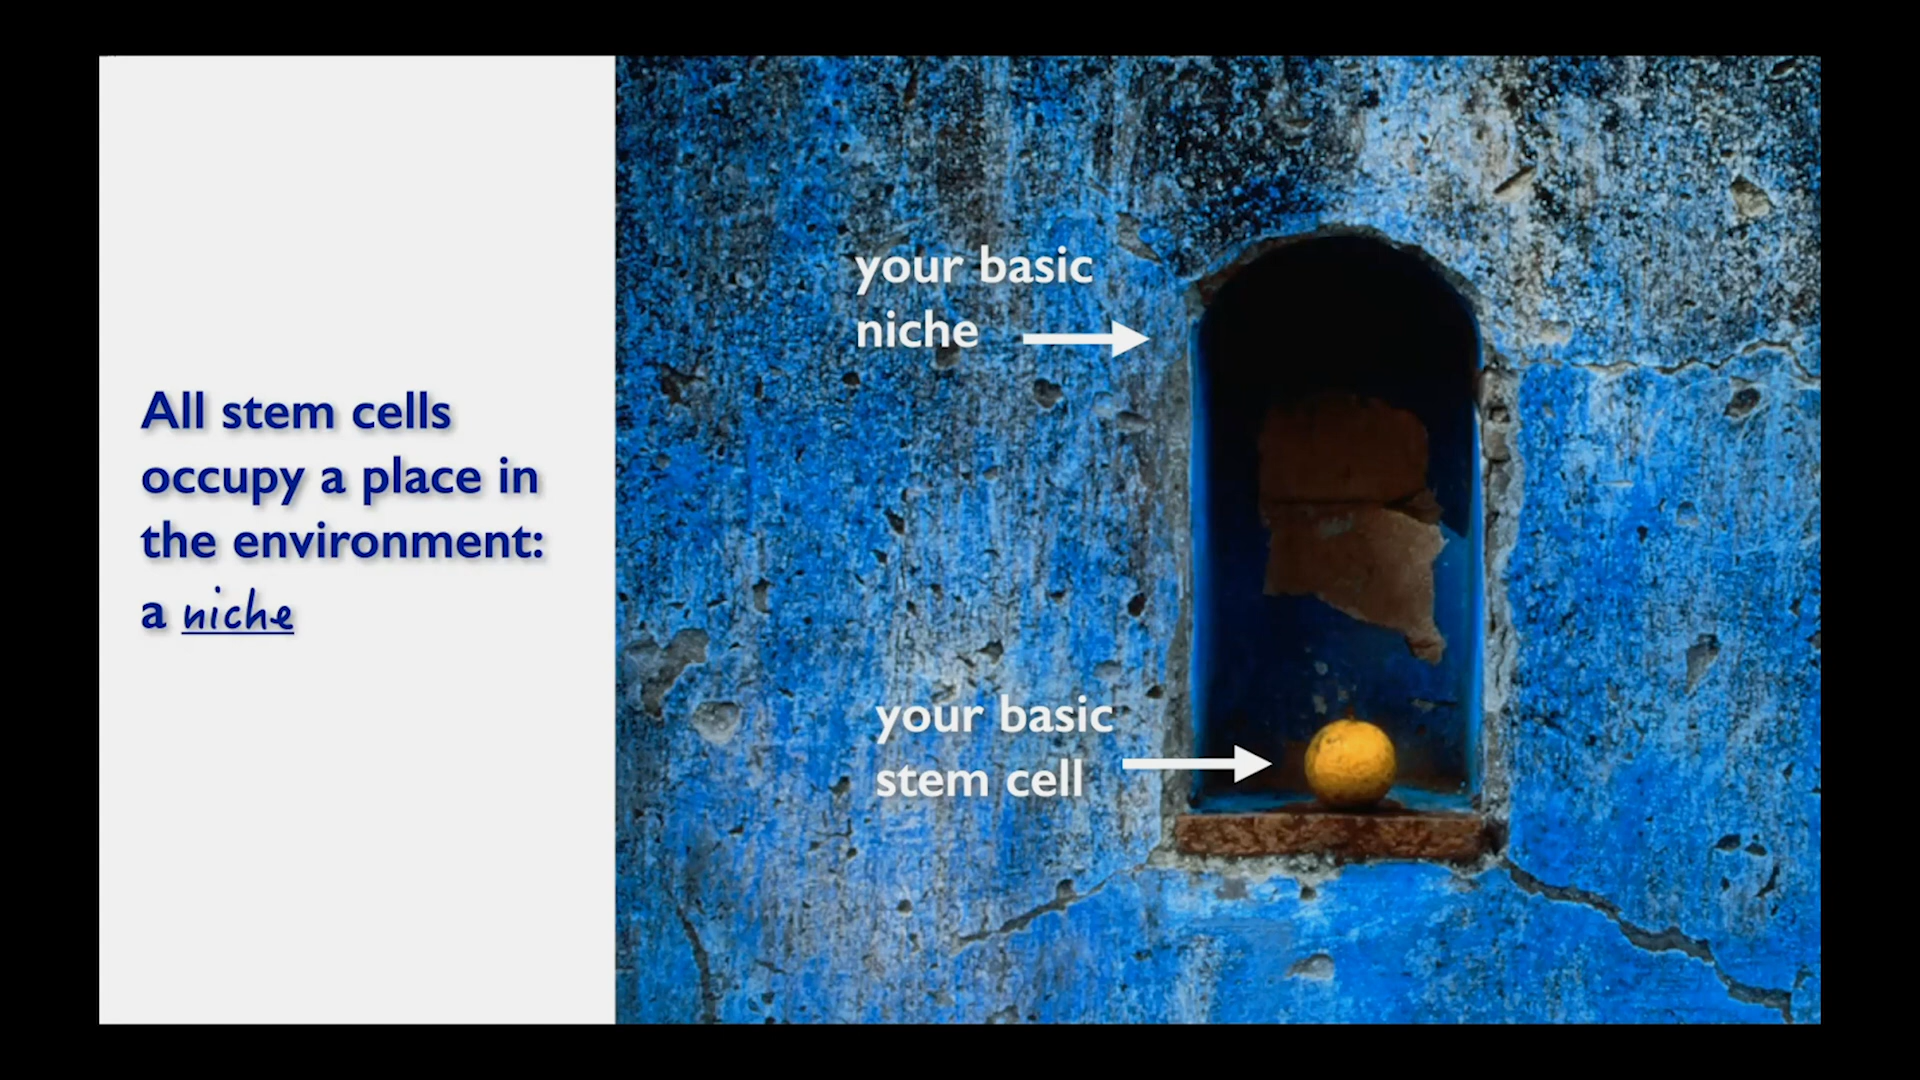 All stem cells
occupy a place in
the environment:
a niche
your basic
niche
your basic
stem cell